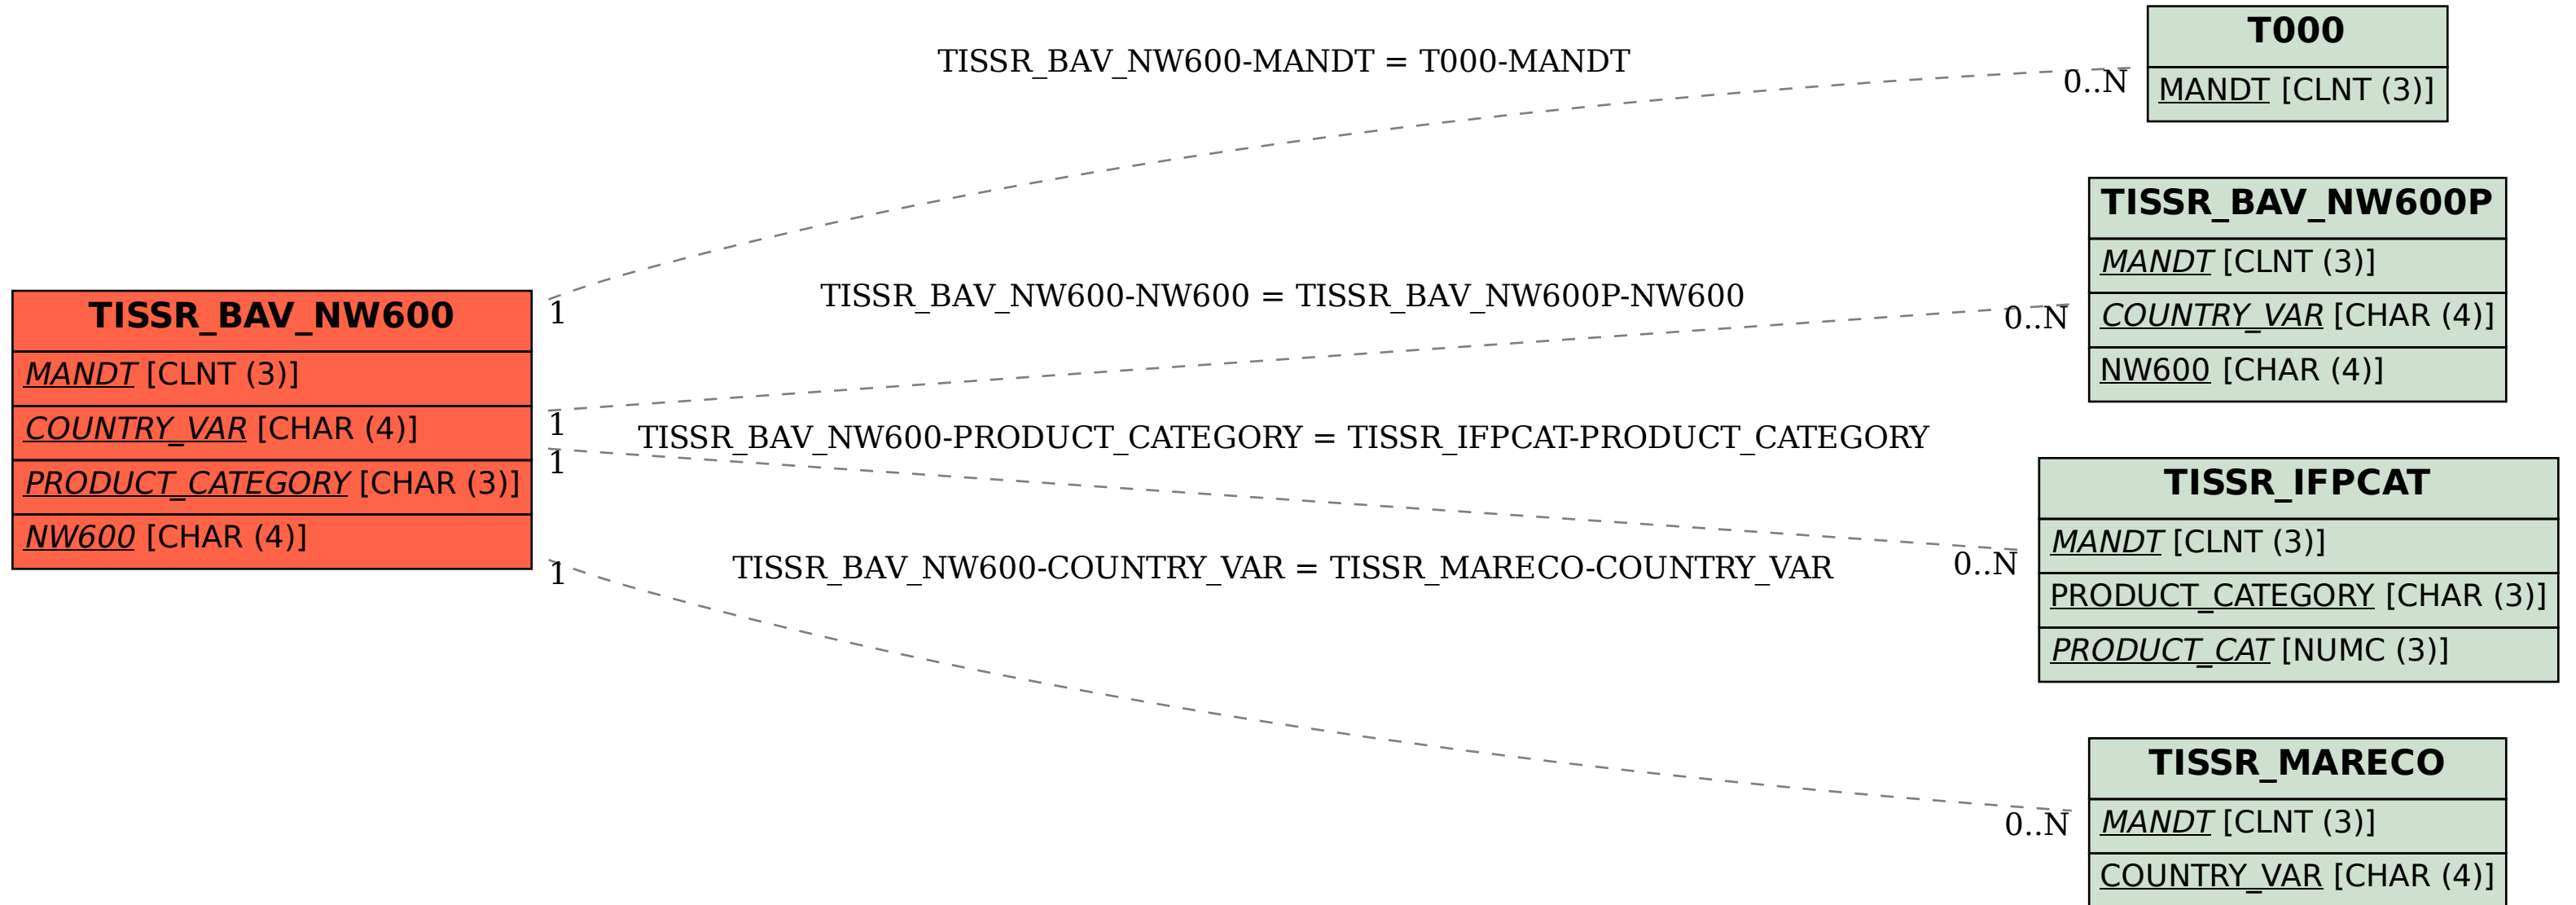 TISSR_BAV_NW600
MANDT [CLNT (3)]
COUNTRY_VAR [CHAR (4)]
PRODUCT_CATEGORY [CHAR (3)]
NW600 [CHAR (4)]
TISSR_BAV_NW600-MANDT = T000-MANDT
1
0..N
TISSR_BAV_NW600-NW600 = TISSR_BAV_NW600P-NW600
1
0..N
TISSR_BAV_NW600-PRODUCT_CATEGORY = TISSR_IFPCAT-PRODUCT_CATEGORY
1
0..N
TISSR_BAV_NW600-COUNTRY_VAR = TISSR_MARECO-COUNTRY_VAR
1
0..N
T000
MANDT [CLNT (3)]
TISSR_BAV_NW600P
MANDT [CLNT (3)]
COUNTRY_VAR [CHAR (4)]
NW600 [CHAR (4)]
TISSR_IFPCAT
MANDT [CLNT (3)]
PRODUCT_CATEGORY [CHAR (3)]
PRODUCT_CAT [NUMC (3)]
TISSR_MARECO
MANDT [CLNT (3)]
COUNTRY_VAR [CHAR (4)]